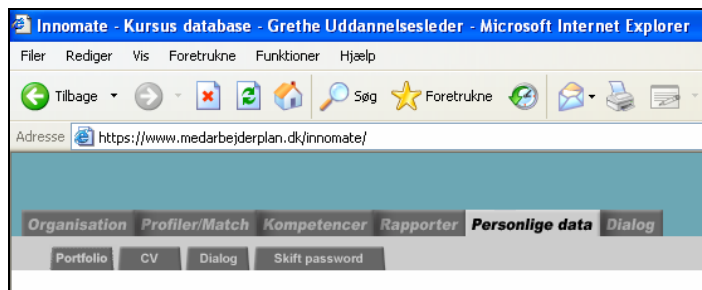 Innomate - Kursus database - Grethe Uddannelsesleder - Microsoft Internet Explorer
Filer Rediger Vis Foretrukne Funktioner Hjælp
Tilbage Søg Foretrukne
Adresse https://www.medarbejderplan.dk/innomate/
Organisation Profiler/Match Kompetencer Rapporter Personlige data Dialog
Portfolio CV Dialog Skift password